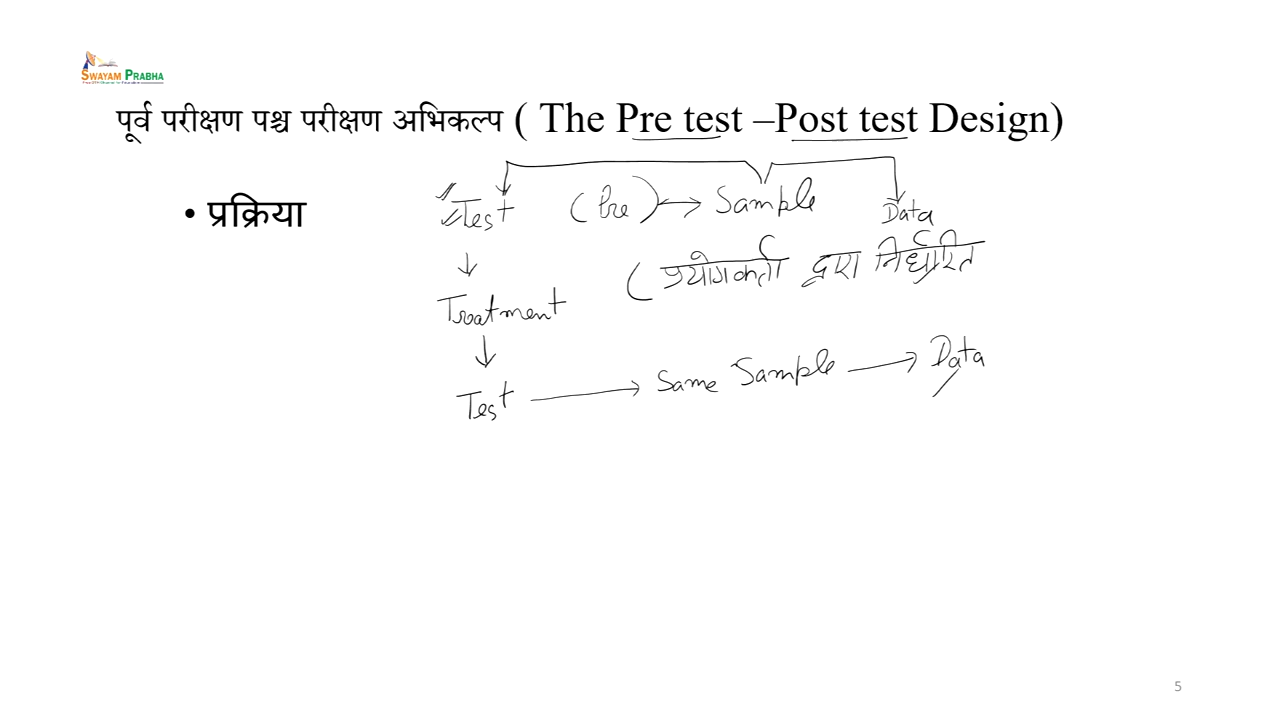 SWAYAM PRABHA
पूर्व परीक्षण पश्च परीक्षण अभिकल्प ( The Pre test –Post test Design)
• प्रक्रिया
Test (Pre) → Sample Data
↓ (प्रयोगकर्ता द्वारा निर्धारित
Treatment
↓
Test → Same Sample → Data
5